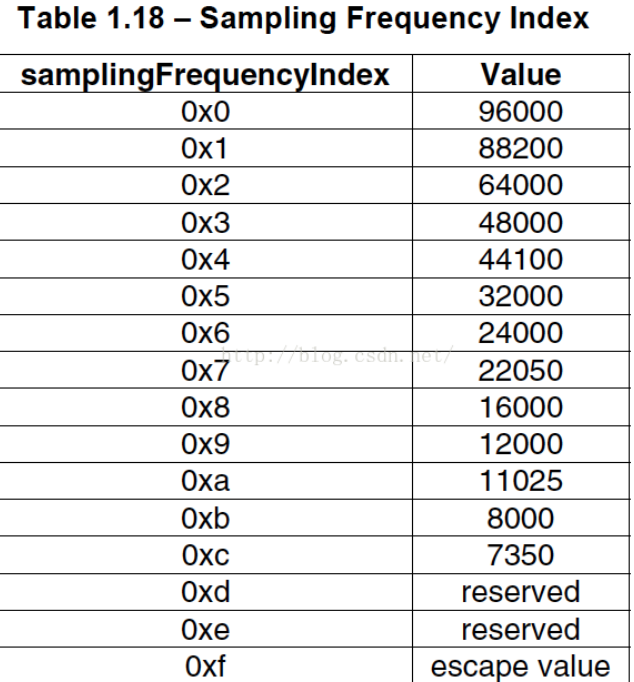 Table 1.18 – Sampling Frequency Index
samplingFrequencyIndex Value
0x0 96000
0x1 88200
0x2 64000
0x3 48000
0x4 44100
0x5 32000
0x6 24000
http://blog.csdn.net/
0x7 22050
0x8 16000
0x9 12000
0xa 11025
0xb 8000
0xc 7350
0xd reserved
0xe reserved
0xf escape value